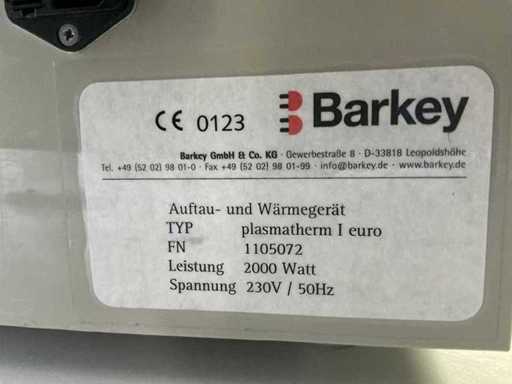 CE 0123 Barkey
Barkey GmbH & Co. KG · Gewerbestraße 8 · D-33818 Leopoldshöhe
Tel. +49 (52 02) 98 01-0 · Fax +49 (52 02) 98 01-99 · info@barkey.de · www.barkey.de
Auftau- und Wärmegerät
TYP plasmatherm I euro
FN 1105072
Leistung 2000 Watt
Spannung 230V / 50Hz